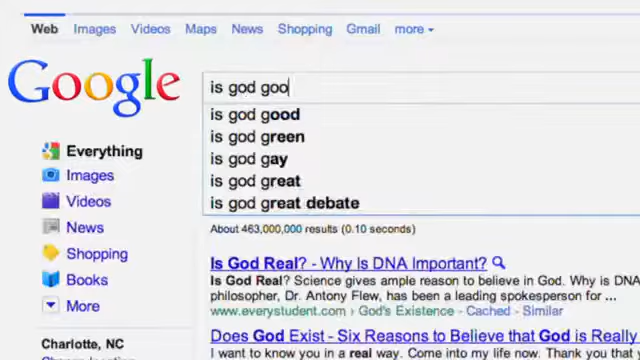 Web Images Videos Maps News Shopping Gmail more
Google
is god goo
is god good
is god green
is god gay
is god great
is god great debate
Everything
Images
Videos
News
Shopping
Books
More
Charlotte, NC
About 463,000,000 results (0.10 seconds)
Is God Real? - Why Is DNA Important?
Is God Real? Science gives ample reason to believe in God. Why is DNA
philosopher, Dr. Antony Flew, has been a leading spokesperson for ...
www.everystudent.com › God's Existence - Cached - Similar
Does God Exist - Six Reasons to Believe that God is Really
I want to know you in a real way. Come into my life now. Thank you that